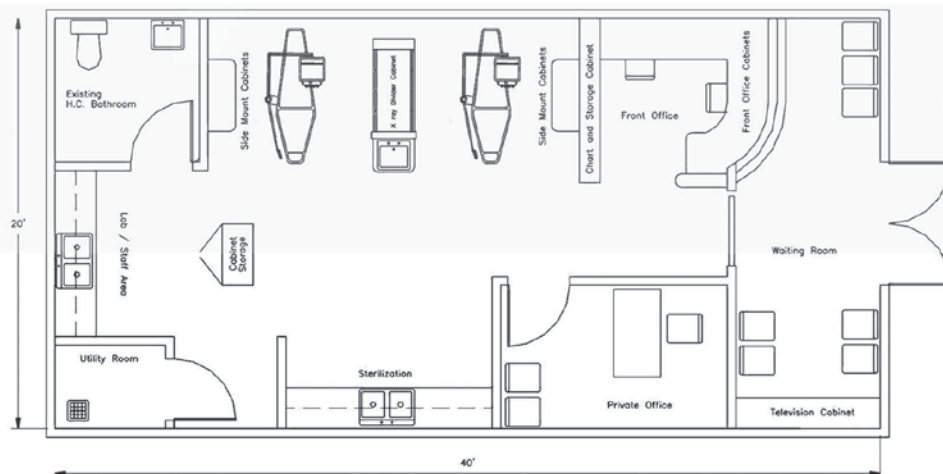 Existing
H.C. Bathroom
Side Mount Cabinets
X ray Divider Cabinet
Side Mount Cabinets
Chart and Storage Cabinet
Front Office
Front Office Cabinets
20'
Lab / Staff Area
Cabinet
Storage
Waiting Room
Utility Room
Sterilization
Private Office
Television Cabinet
40'